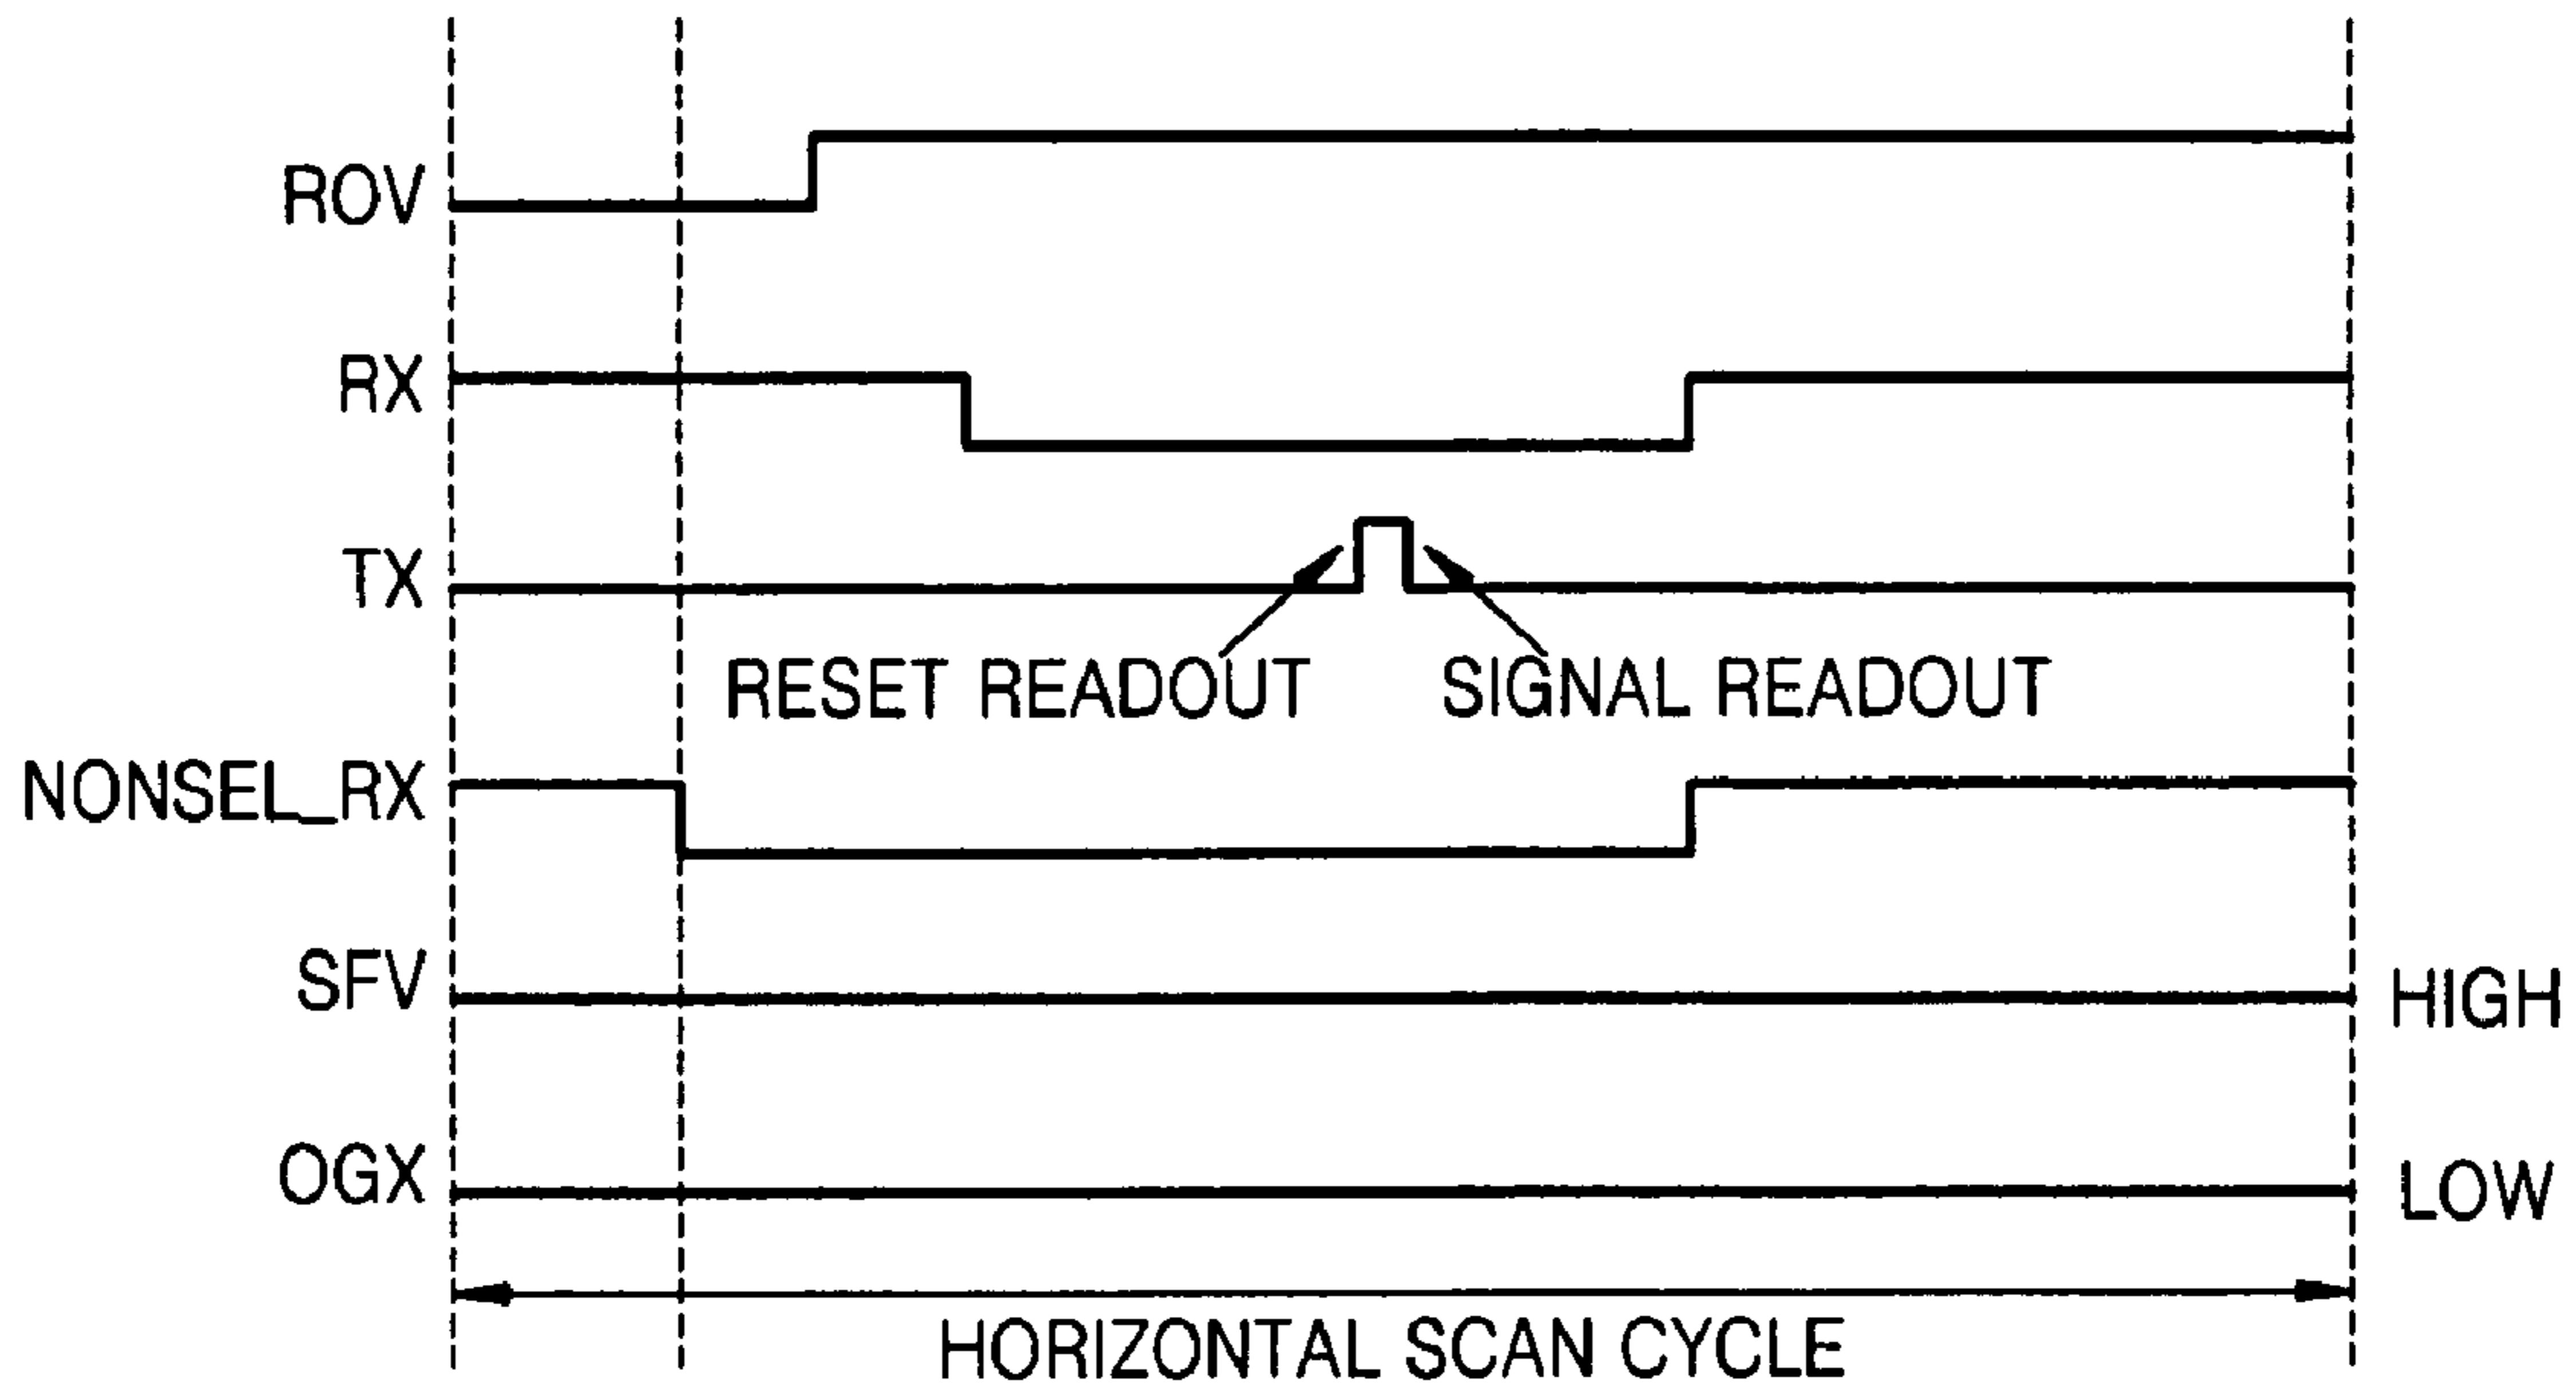 ROV
RX
TX
RESET READOUT
SIGNAL READOUT
NONSEL_RX
SFV
HIGH
OGX
LOW
HORIZONTAL SCAN CYCLE